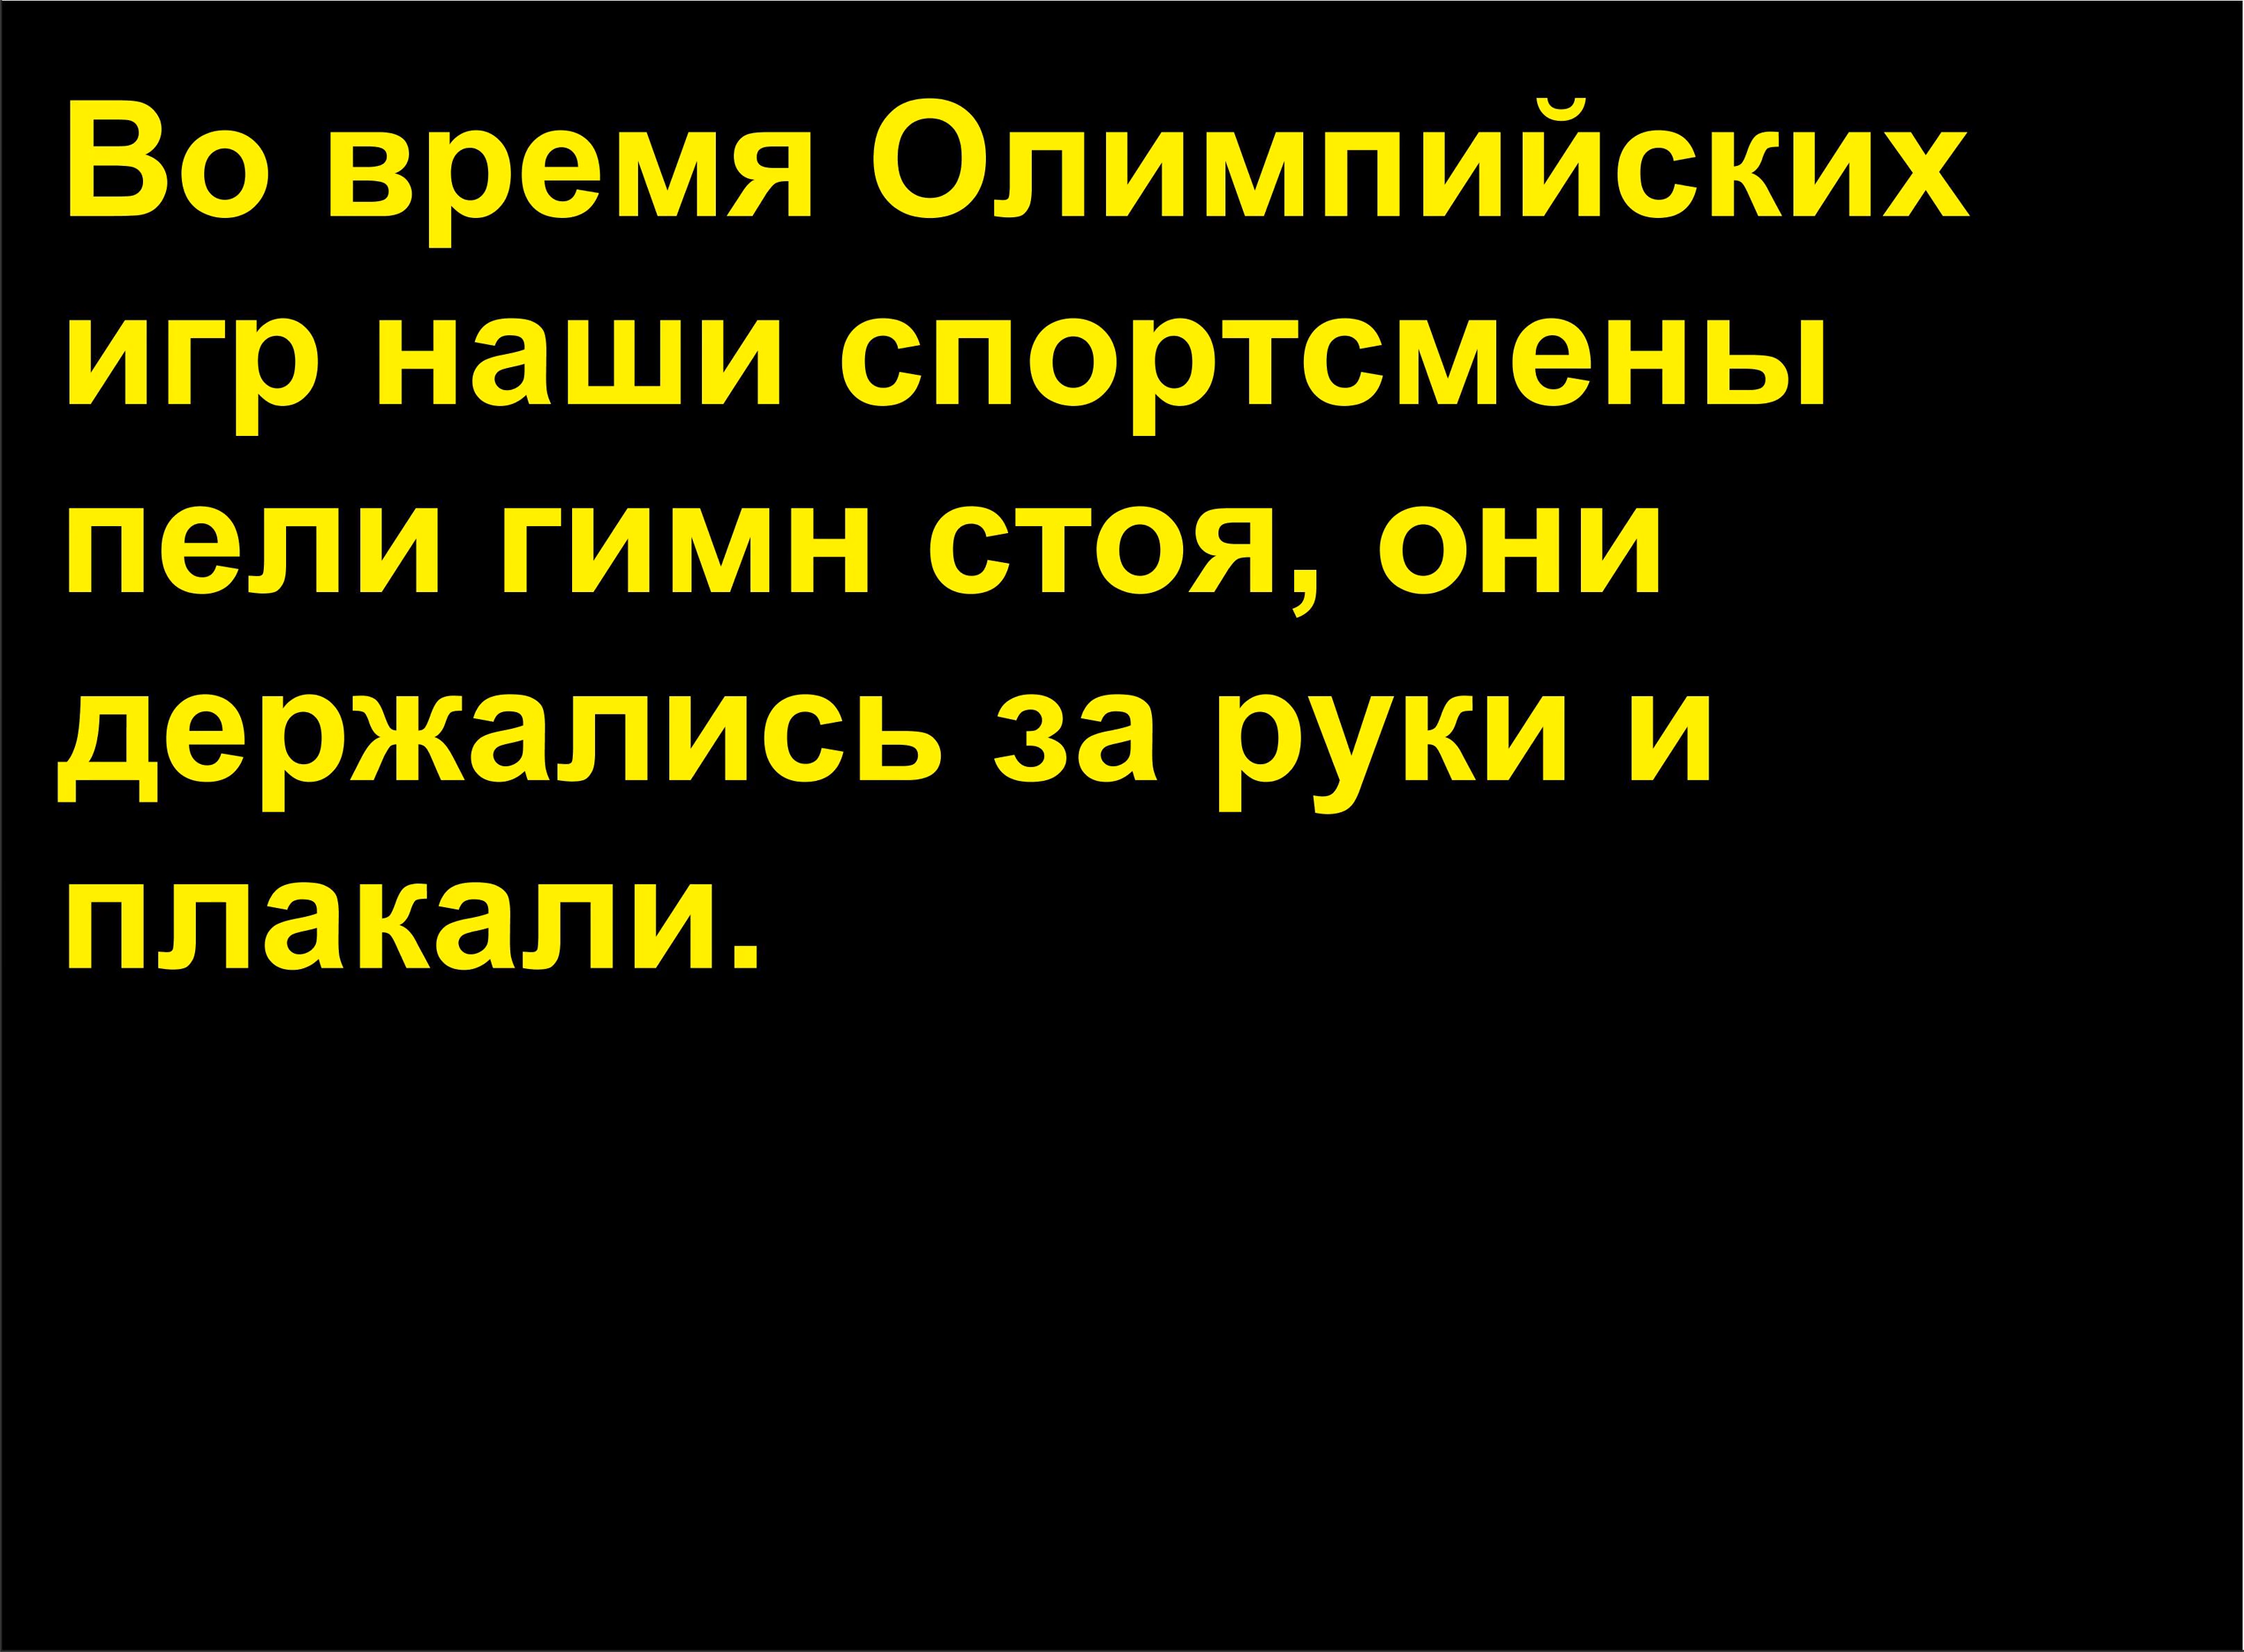 Во время Олимпийских
игр наши спортсмены
пели гимн стоя, они
держались за руки и
плакали.